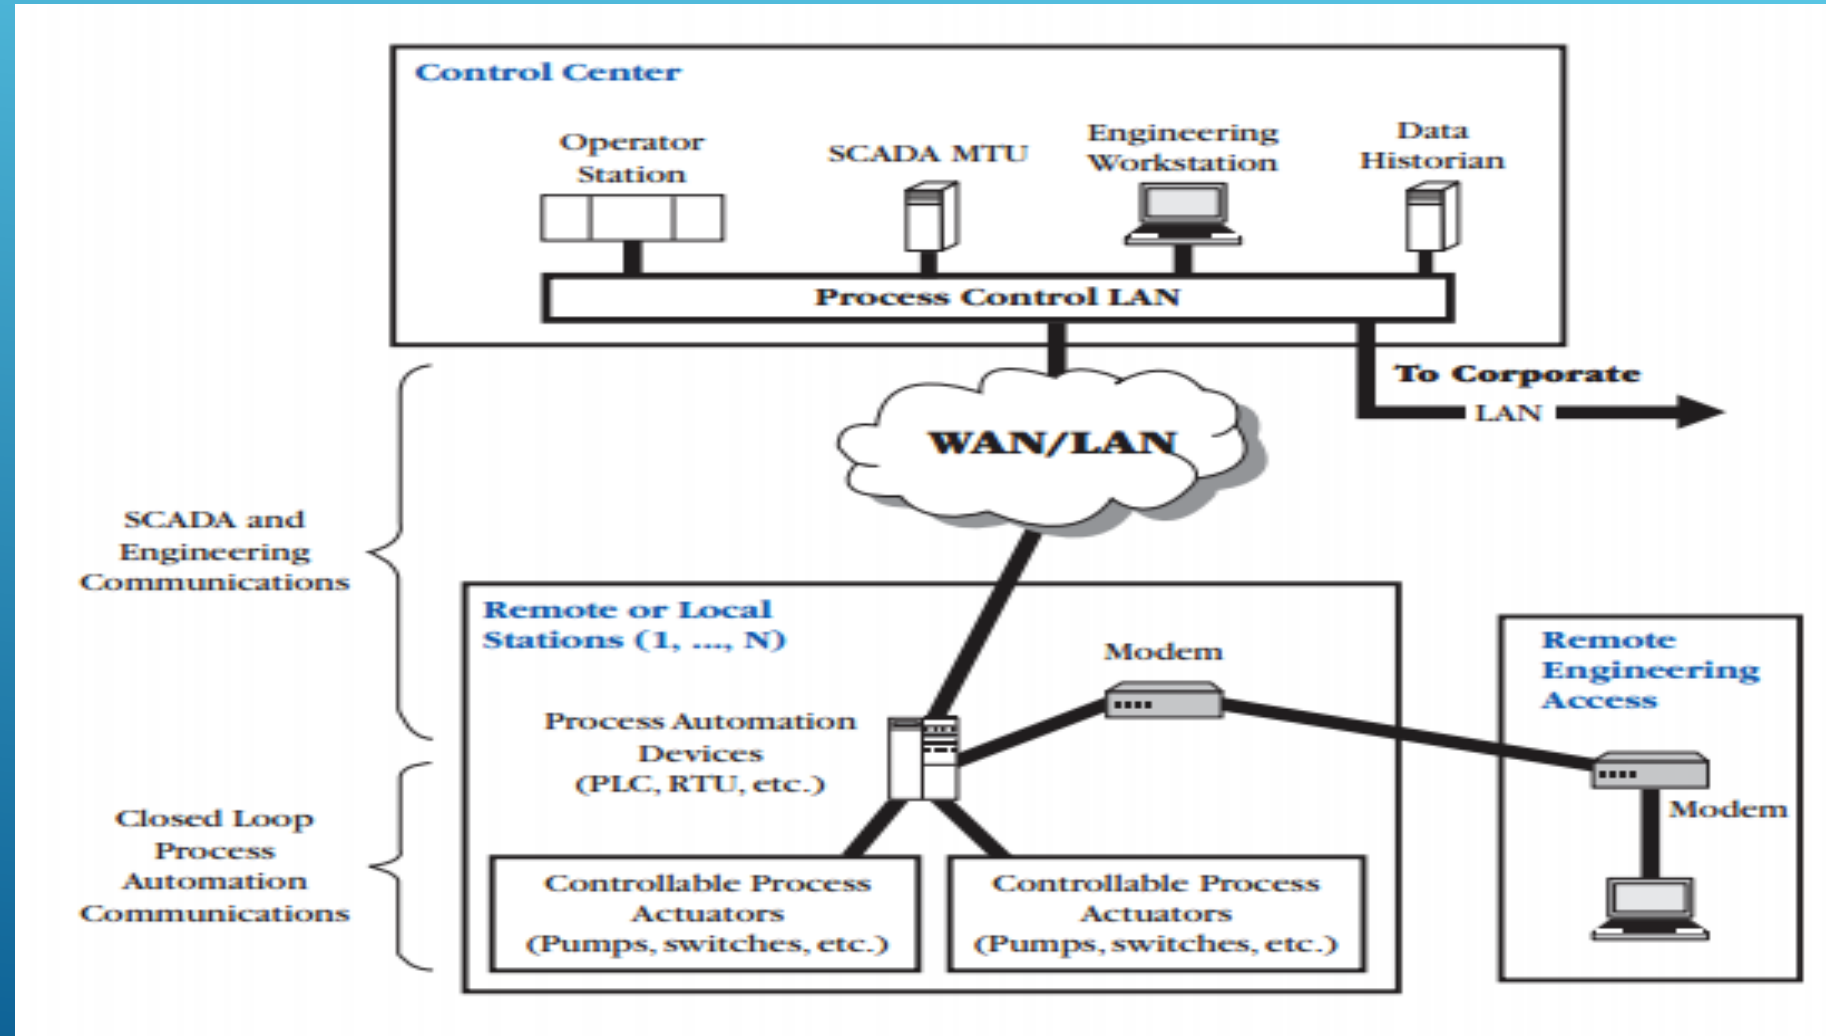 Control Center
Operator
Station
SCADA MTU
Engineering
Workstation
Data
Historian
Process Control LAN
To Corporate
LAN
WAN/LAN
SCADA and
Engineering
Communications
Remote or Local
Stations (1, ..., N)
Modem
Remote
Engineering
Access
Process Automation
Devices
(PLC, RTU, etc.)
Modem
Closed Loop
Process
Automation
Communications
Controllable Process
Actuators
(Pumps, switches, etc.)
Controllable Process
Actuators
(Pumps, switches, etc.)